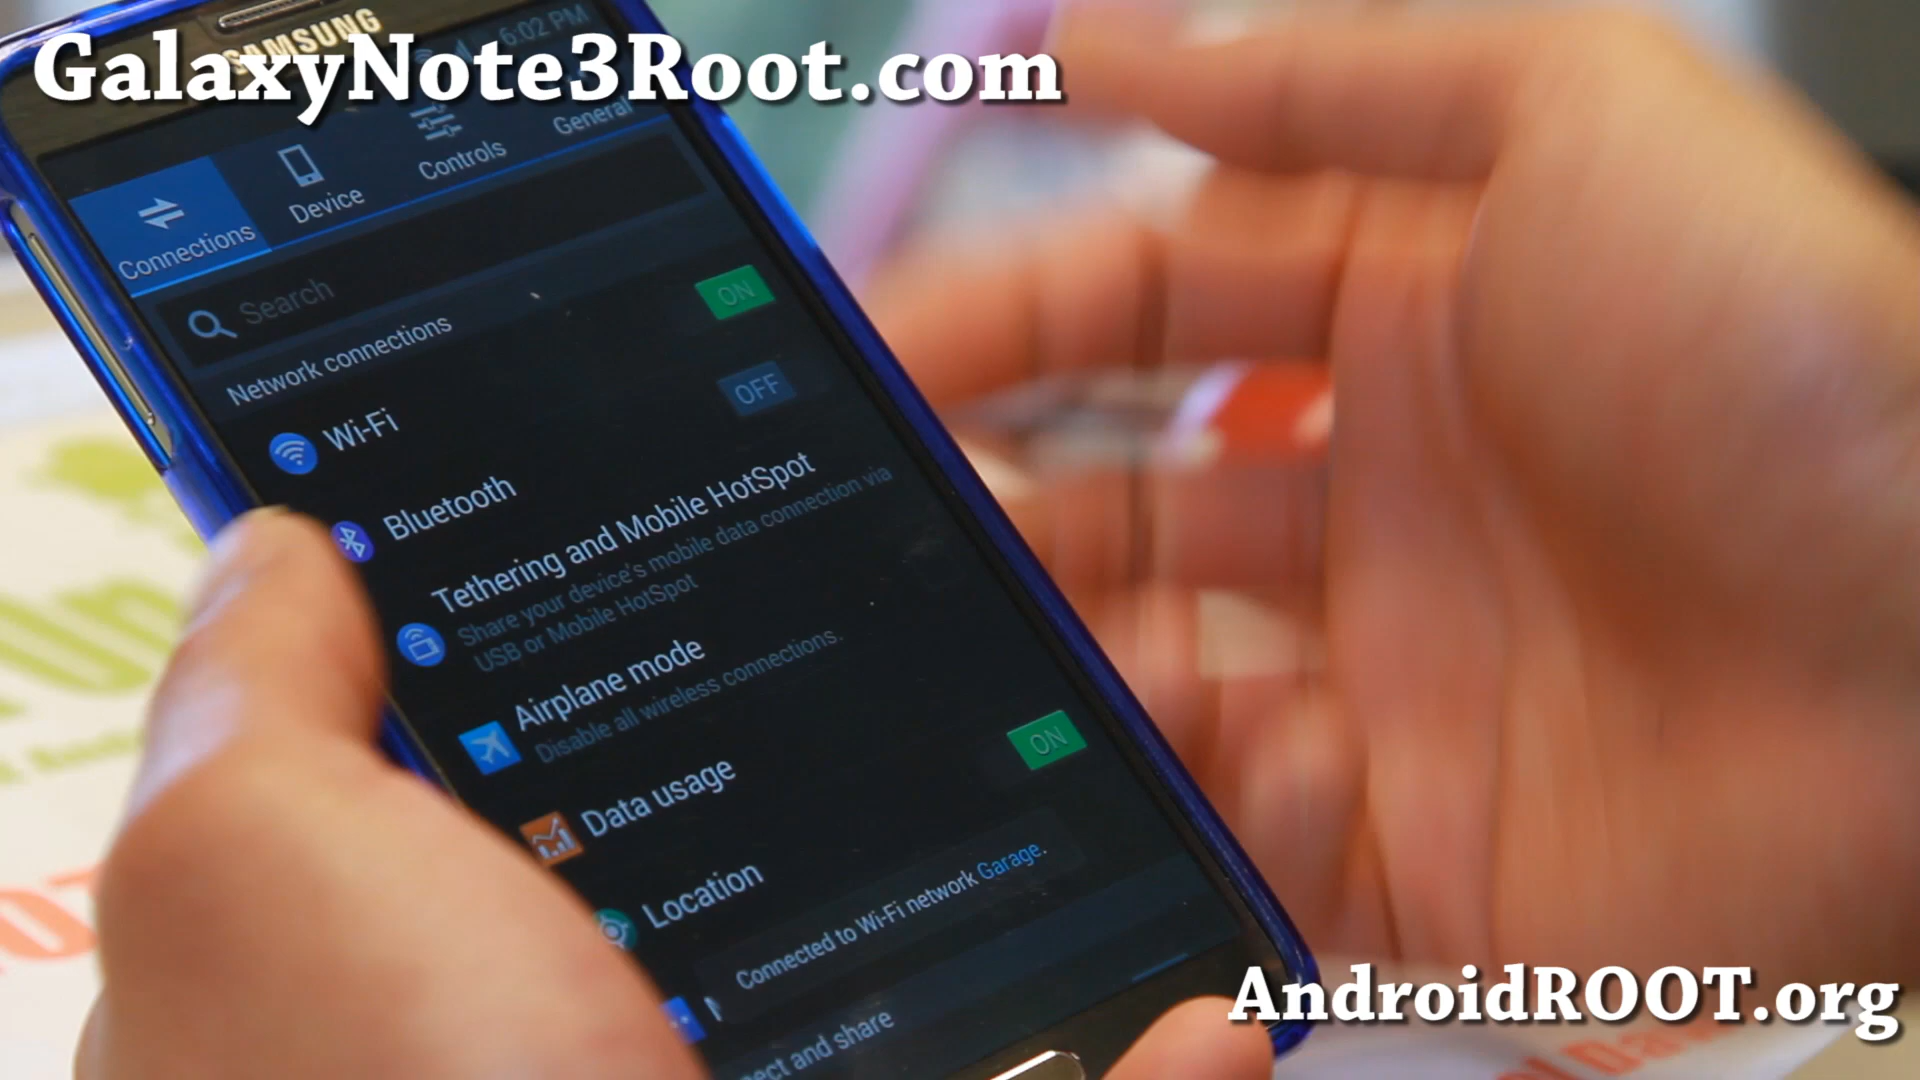 SAMSUNG
6:02 PM
GalaxyNote3Root.com
Connections
Device
Controls
General
Search
Network connections
Wi-Fi
ON
Bluetooth
OFF
Tethering and Mobile HotSpot
Share your device's mobile data connection via
USB or Mobile HotSpot
Airplane mode
Disable all wireless connections.
Data usage
Location
ON
Connected to Wi-Fi network Garage.
and share
AndroidROOT.org